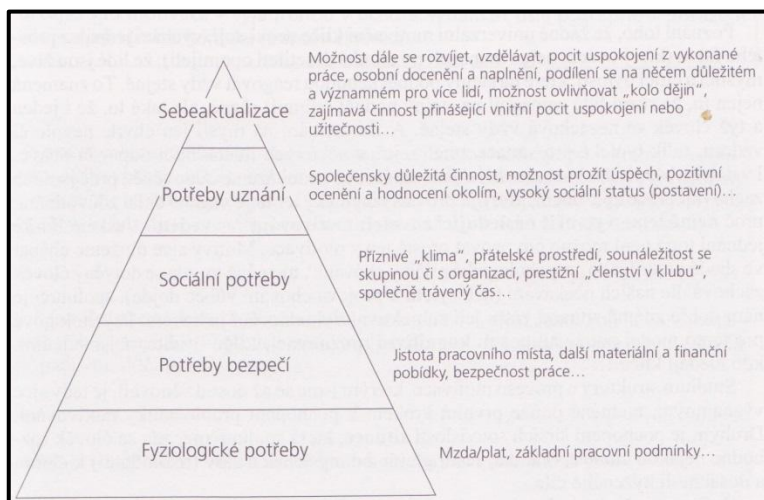 Možnost dále se rozvíjet, vzdělávat, pocit uspokojení z vykonané
práce, osobní docenění a naplnění, podílení se na něčem důležitém
a významném pro více lidí, možnost ovlivňovat „kolo dějin“,
zajímavá činnost přinášející vnitřní pocit uspokojení nebo
užitečnosti…
Sebeaktualizace
Společensky důležitá činnost, možnost prožít úspěch, pozitivní
ocenění a hodnocení okolím, vysoký sociální status (postavení)…
Potřeby uznání
Příznivé „klima“, přátelské prostředí, sounáležitost se
skupinou či s organizací, prestižní „členství v klubu“,
společně trávený čas…
Sociální potřeby
Jistota pracovního místa, další materiální a finanční
pobídky, bezpečnost práce…
Potřeby bezpečí
Fyziologické potřeby
Mzda/plat, základní pracovní podmínky…